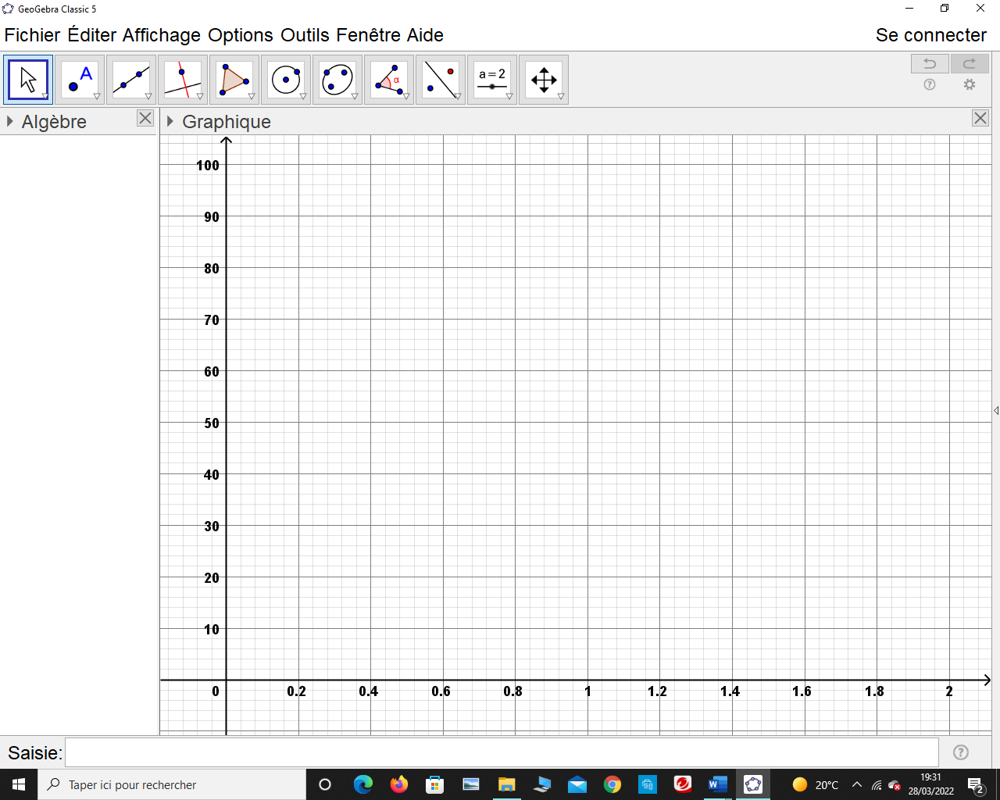 GeoGebra Classic 5
Fichier Éditer Affichage Options Outils Fenêtre Aide
Se connecter
A
α
a=2
Algèbre
Graphique
100
90
80
70
60
50
40
30
20
10
0 0.2 0.4 0.6 0.8 1 1.2 1.4 1.6 1.8 2
Saisie:
Taper ici pour rechercher
20°C
19:31
28/03/2022
2